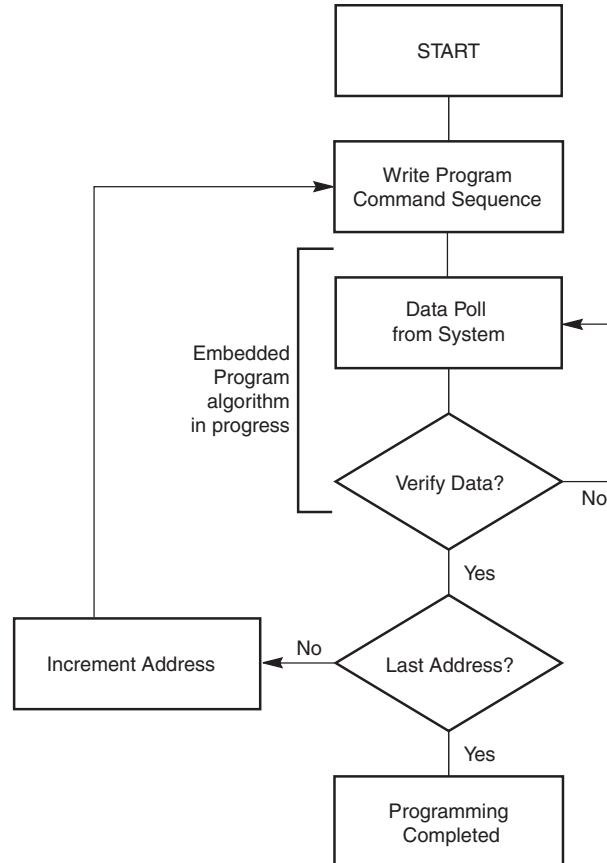 START
Write Program
Command Sequence
Data Poll
from System
Embedded
Program
algorithm
in progress
Verify Data?
No
Yes
No
Increment Address
Last Address?
Yes
Programming
Completed